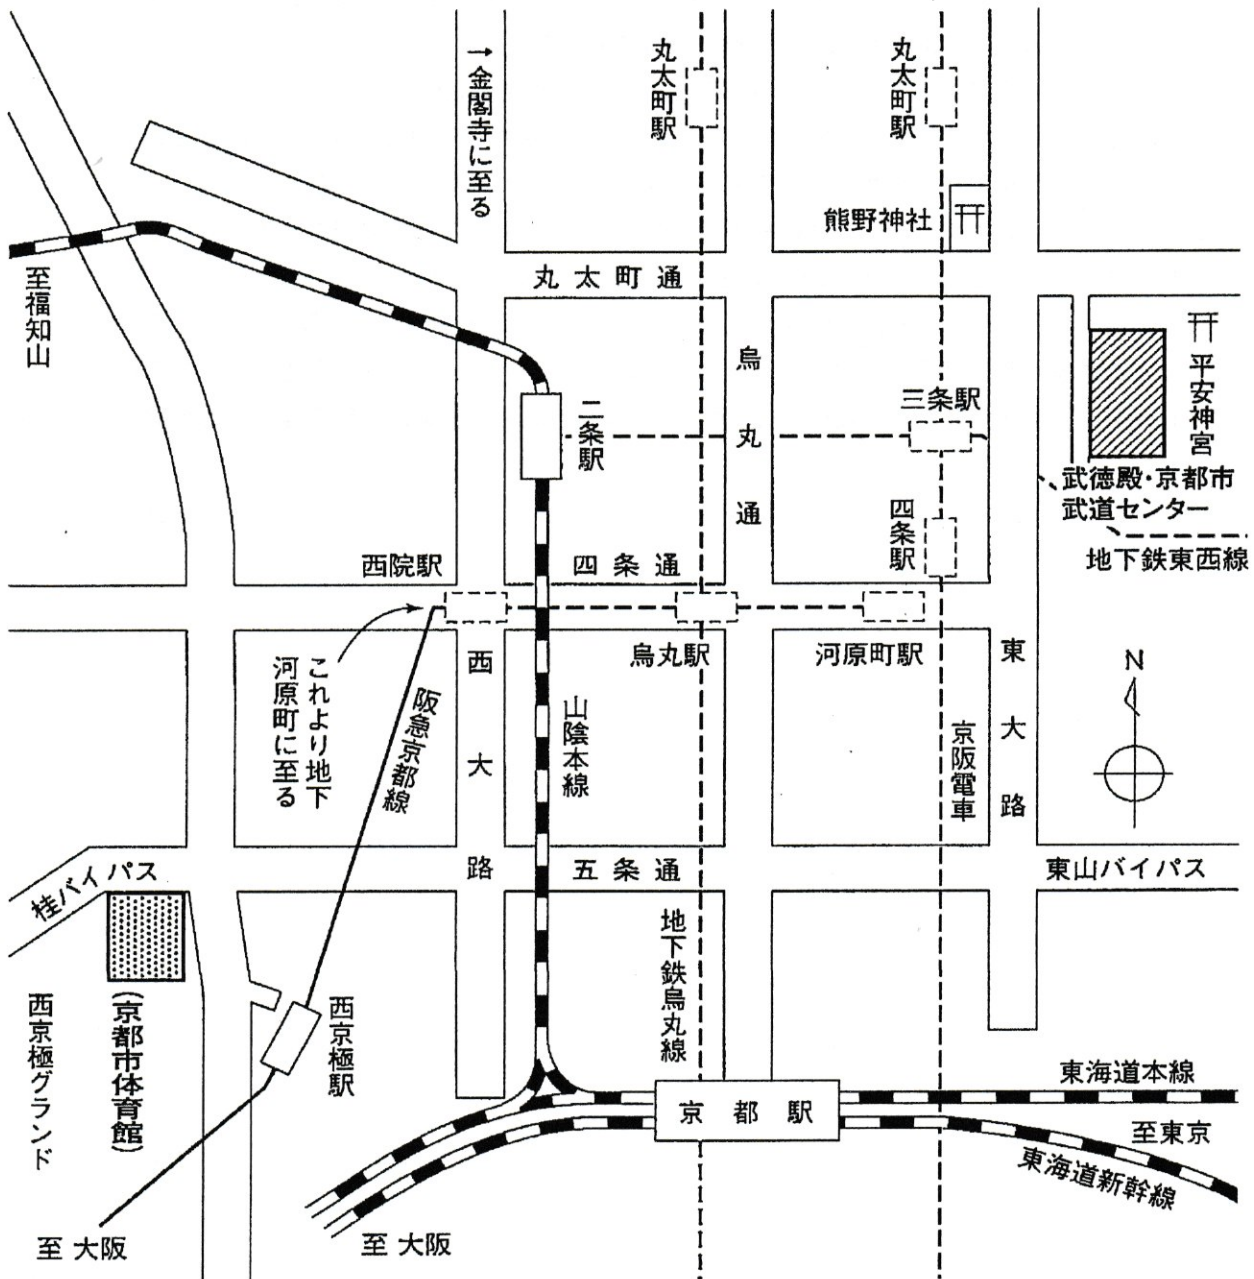 →金閣寺に至る
丸太町駅
丸太町駅
熊野神社
丸太町通
至福知山
烏丸通
平安神宮
二条駅
三条駅
武徳殿・京都市
武道センター
四条駅
地下鉄東西線
西院駅
四条通
烏丸駅
河原町駅
これより地下
河原町に至る
阪急京都線
西大路
山陰本線
京阪電車
東大路
N
桂バイパス
五条通
東山バイパス
地下鉄烏丸線
西京極グランド
(京都市体育館)
西京極駅
京都駅
東海道本線
至東京
東海道新幹線
至 大阪
至 大阪